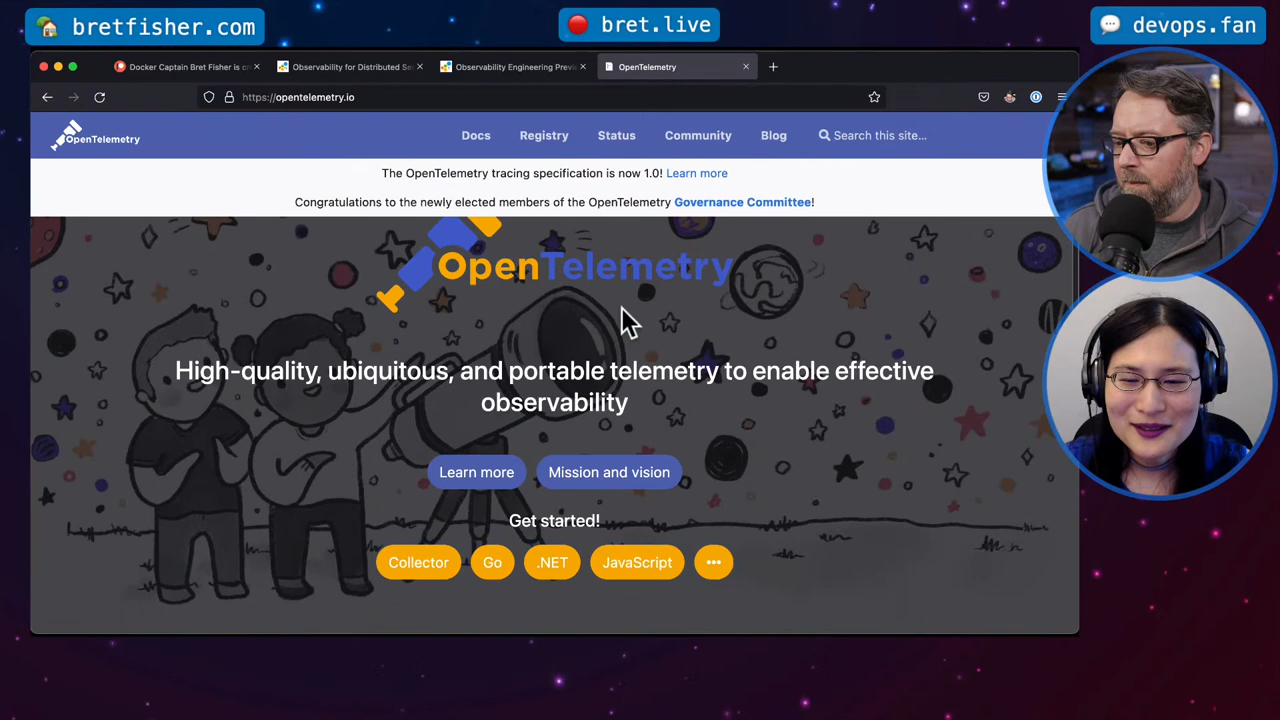 bretfisher.com
bret.live
devops.fan
Docker Captain Bret Fisher is cr
Observability for Distributed Se
Observability Engineering Previe
OpenTelemetry
https://opentelemetry.io
OpenTelemetry
Docs
Registry
Status
Community
Blog
Search this site...
The OpenTelemetry tracing specification is now 1.0! Learn more
Congratulations to the newly elected members of the OpenTelemetry Governance Committee!
OpenTelemetry
High-quality, ubiquitous, and portable telemetry to enable effective
observability
Learn more
Mission and vision
Get started!
Collector
Go
.NET
JavaScript
•••